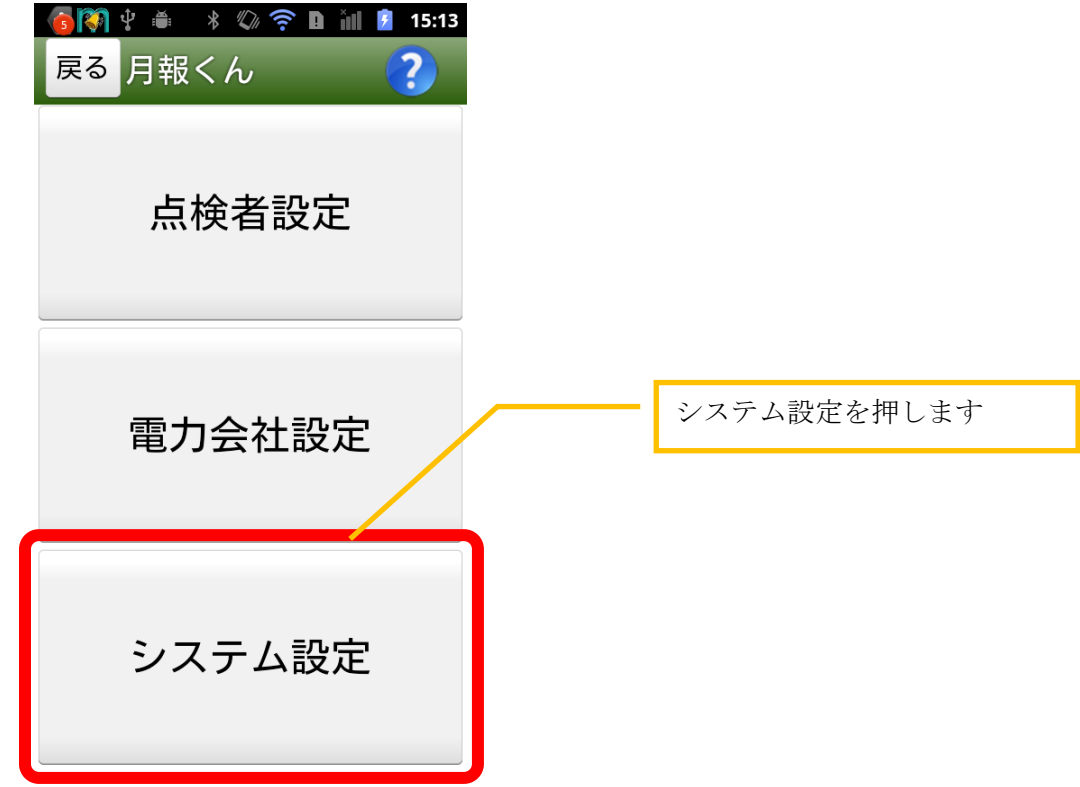 5 15:13
戻る 月報くん ?
点検者設定
電力会社設定
システム設定を押します
システム設定